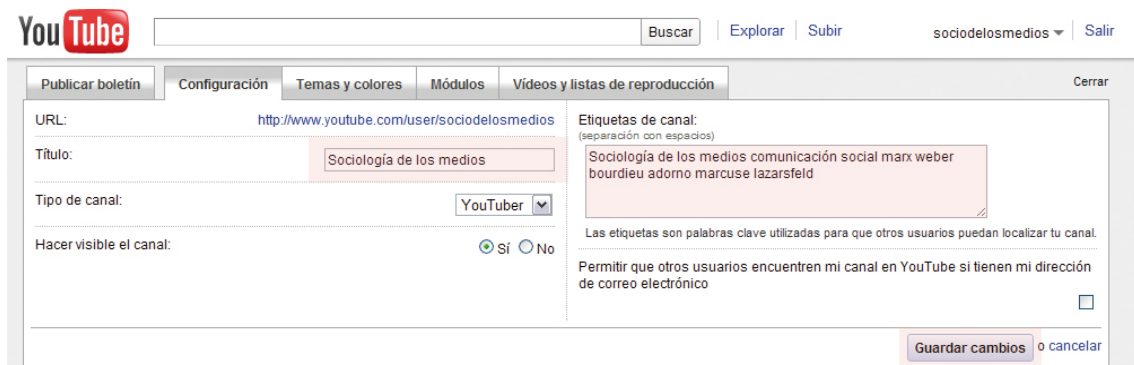 YouTube
Buscar
Explorar
Subir
sociodelosmedios
Salir
Publicar boletín
Configuración
Temas y colores
Módulos
Vídeos y listas de reproducción
Cerrar
URL: http://www.youtube.com/user/sociodelosmedios
Título: Sociología de los medios
Tipo de canal: YouTuber
Hacer visible el canal: Sí No
Etiquetas de canal:
(separación con espacios)
Sociología de los medios comunicación social marx weber
bourdieu adorno marcuse lazarsfeld
Las etiquetas son palabras clave utilizadas para que otros usuarios puedan localizar tu canal.
Permitir que otros usuarios encuentren mi canal en YouTube si tienen mi dirección
de correo electrónico
Guardar cambios o cancelar